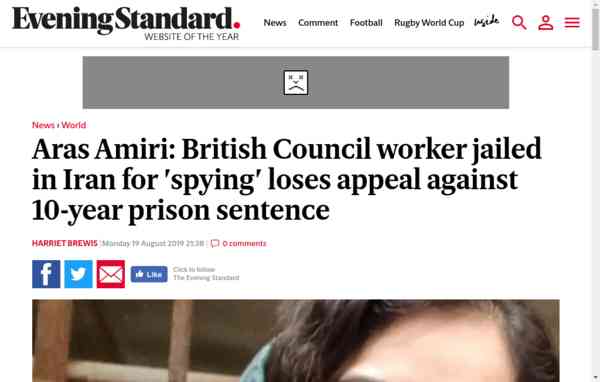 Evening Standard.
WEBSITE OF THE YEAR
News Comment Football Rugby World Cup Inside
News › World
Aras Amiri: British Council worker jailed
in Iran for 'spying' loses appeal against
10-year prison sentence
HARRIET BREWIS | Monday 19 August 2019 21:38 | 0 comments
Like
Click to follow
The Evening Standard